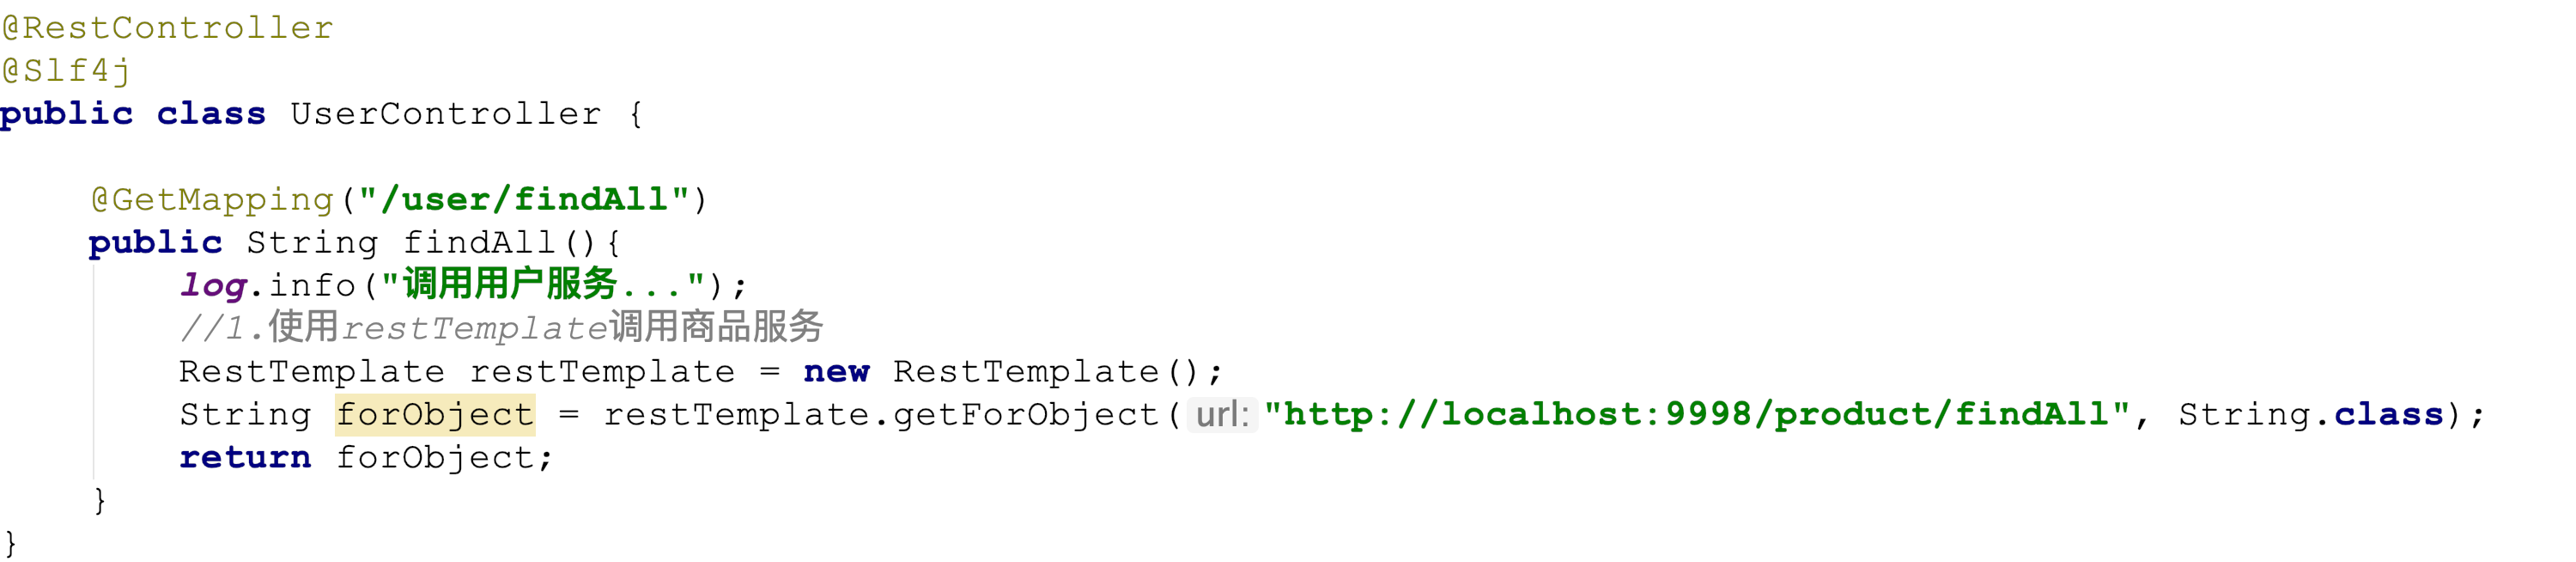 @RestController
@Slf4j
public class UserController {
@GetMapping("/user/findAll")
public String findAll(){
log.info("调用用户服务...");
//1.使用restTemplate调用商品服务
RestTemplate restTemplate = new RestTemplate();
String forObject = restTemplate.getForObject( url: "http://localhost:9998/product/findAll", String.class);
return forObject;
}
}